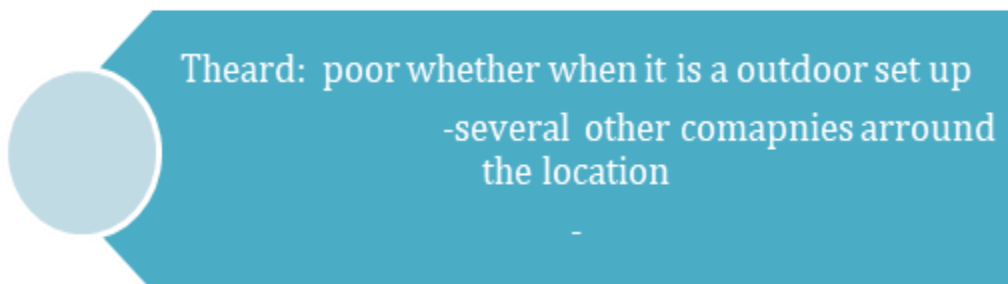 Theard: poor whether when it is a outdoor set up
-several other comapnies arround
the location
-